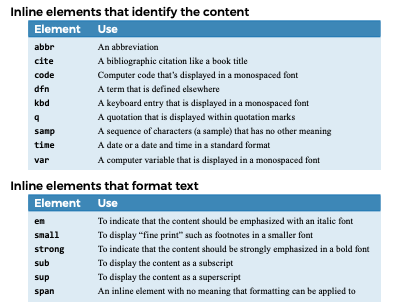 Inline elements that identify the content
Element Use
abbr An abbreviation
cite A bibliographic citation like a book title
code Computer code that's displayed in a monospaced font
dfn A term that is defined elsewhere
kbd A keyboard entry that is displayed in a monospaced font
q A quotation that is displayed within quotation marks
samp A sequence of characters (a sample) that has no other meaning
time A date or a date and time in a standard format
var A computer variable that is displayed in a monospaced font
Inline elements that format text
Element Use
em To indicate that the content should be emphasized with an italic font
small To display “fine print” such as footnotes in a smaller font
strong To indicate that the content should be strongly emphasized in a bold font
sub To display the content as a subscript
sup To display the content as a superscript
span An inline element with no meaning that formatting can be applied to